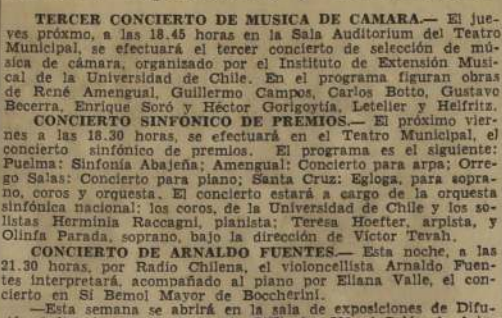 TERCER CONCIERTO DE MUSICA DE CAMARA.— El jue-
ves próxmo, a las 18.45 horas en la Sala Auditorium del Teatro
Municipal, se efectuará el tercer concierto de selección de mú-
sica de cámara, organizado por el Instituto de Extensión Musi-
cal de la Universidad de Chile. En el programa figuran obras
de René Amengual, Guillermo Campos, Carlos Botto, Gustavo
Becerra, Enrique Soró y Héctor Gorigoytía, Letelier y Helfritz.
CONCIERTO SINFONICO DE PREMIOS.— El próximo vier-
nes a las 18.30 horas, se efectuará en el Teatro Municipal, el
concierto sinfónico de premios. El programa es el siguiente:
Puelma: Sinfonía Abajeña; Amengual: Concierto para arpa; Orre-
go Salas: Concierto para piano; Santa Cruz: Egloga, para sopra-
no, coros y orquesta. El concierto estará a cargo de la orquesta
sinfónica nacional: los coros, de la Universidad de Chile y los so-
listas Herminia Raccagni, pianista; Teresa Hoefter, arpista, y
Olinfa Parada, soprano, bajo la dirección de Víctor Tevah.
CONCIERTO DE ARNALDO FUENTES.— Esta noche, a las
21.30 horas, por Radio Chilena, el violoncellista Arnaldo Fuen-
tes interpretará, acompañado al piano por Eliana Valle, el con-
cierto en Si Bemol Mayor de Boccherini.
—Esta semana se abrirá en la sala de exposiciones de Difu-